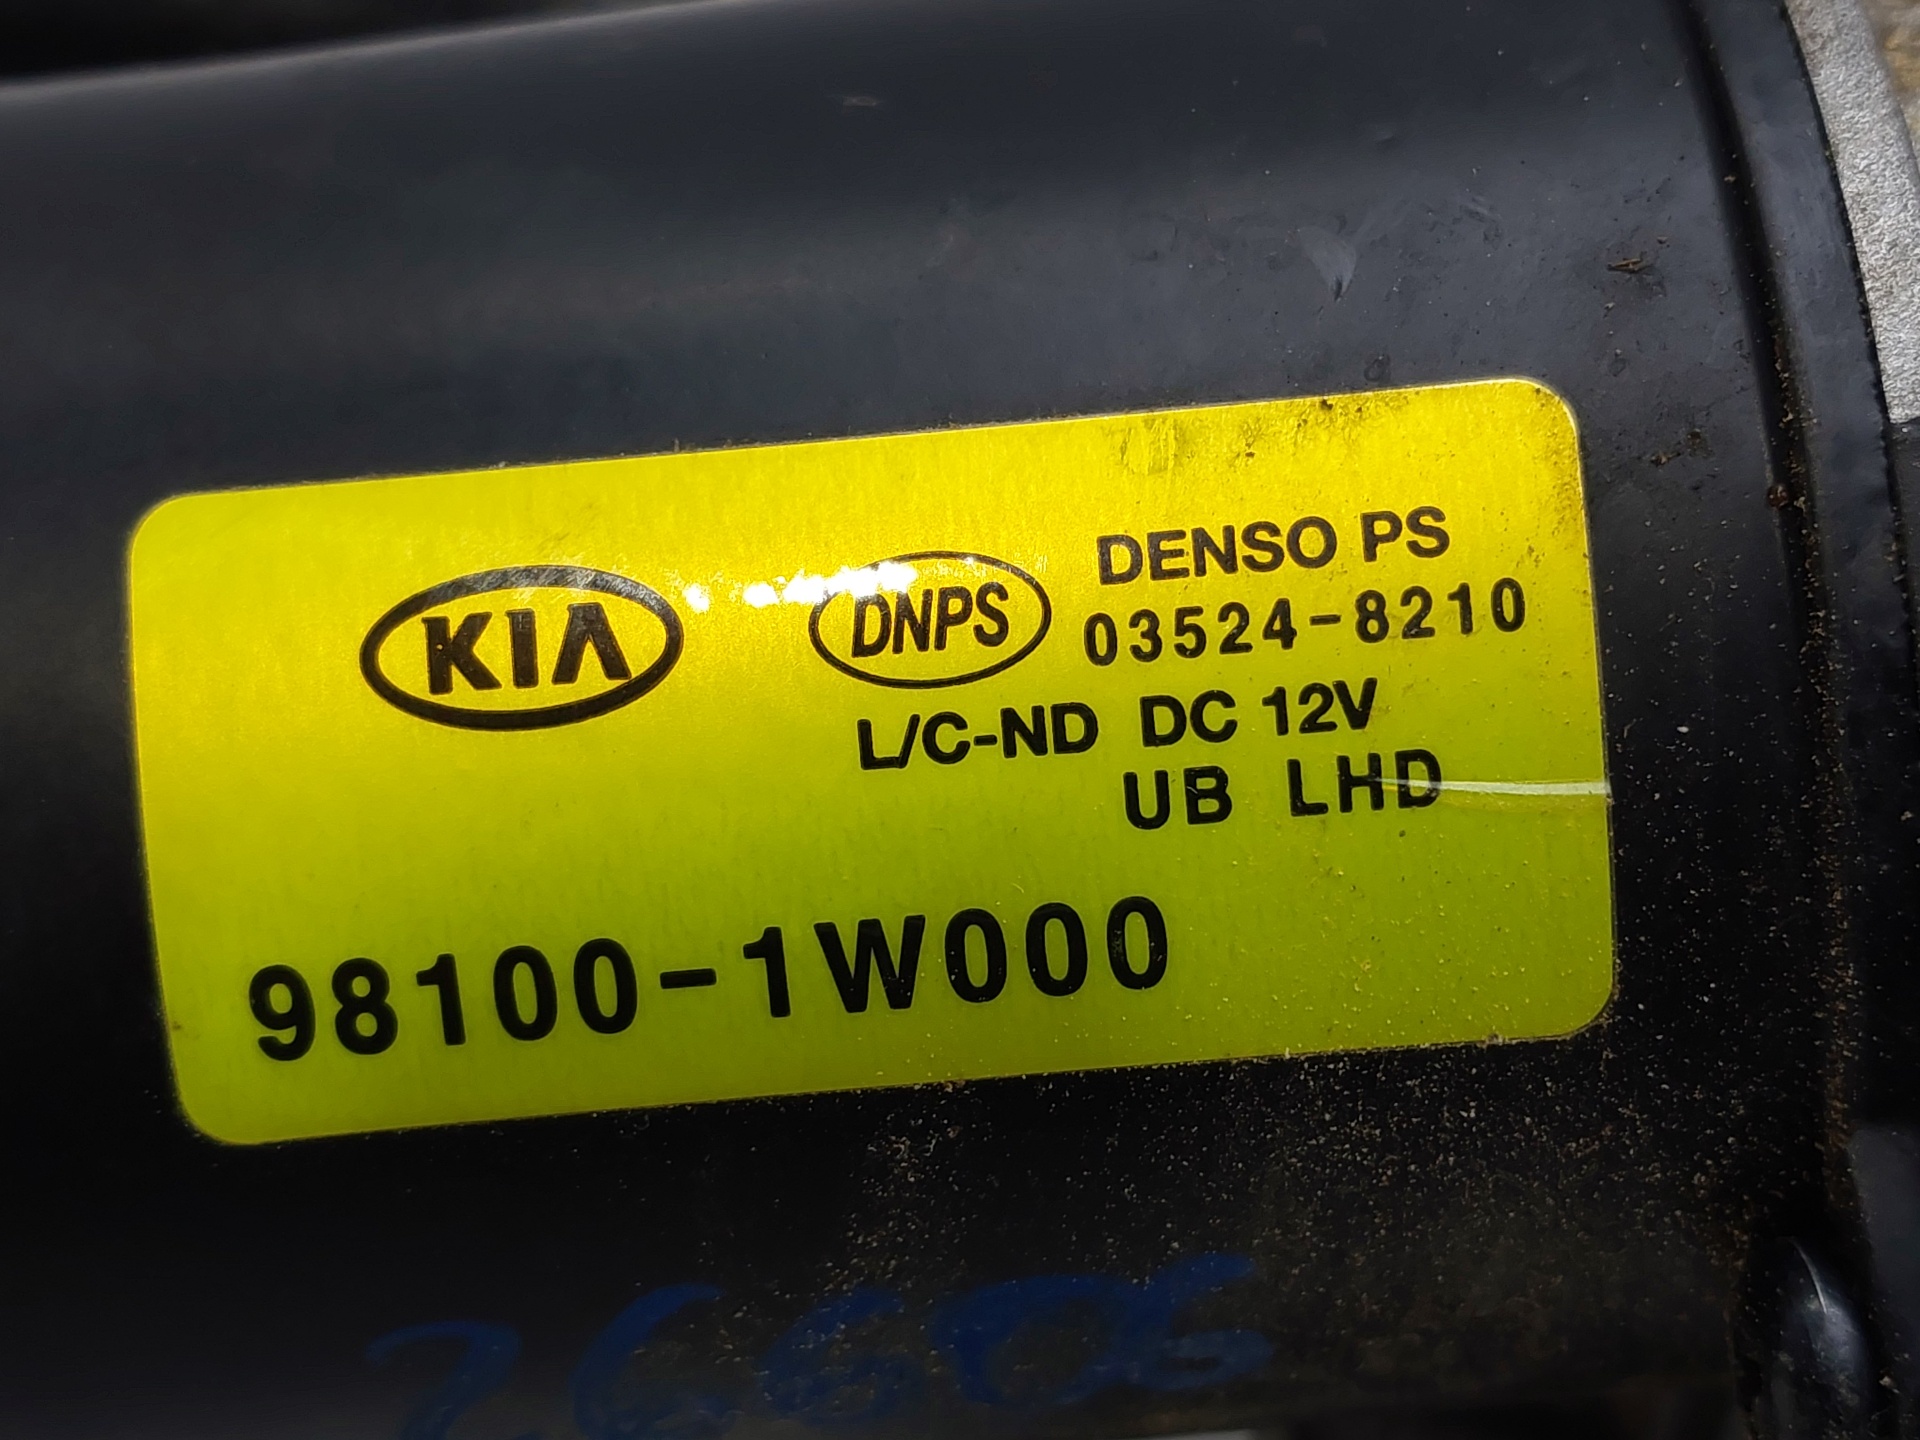 KIA
DNPS
DENSO PS
03524-8210
L/C-ND DC 12V
UB LHD
98100-1W000